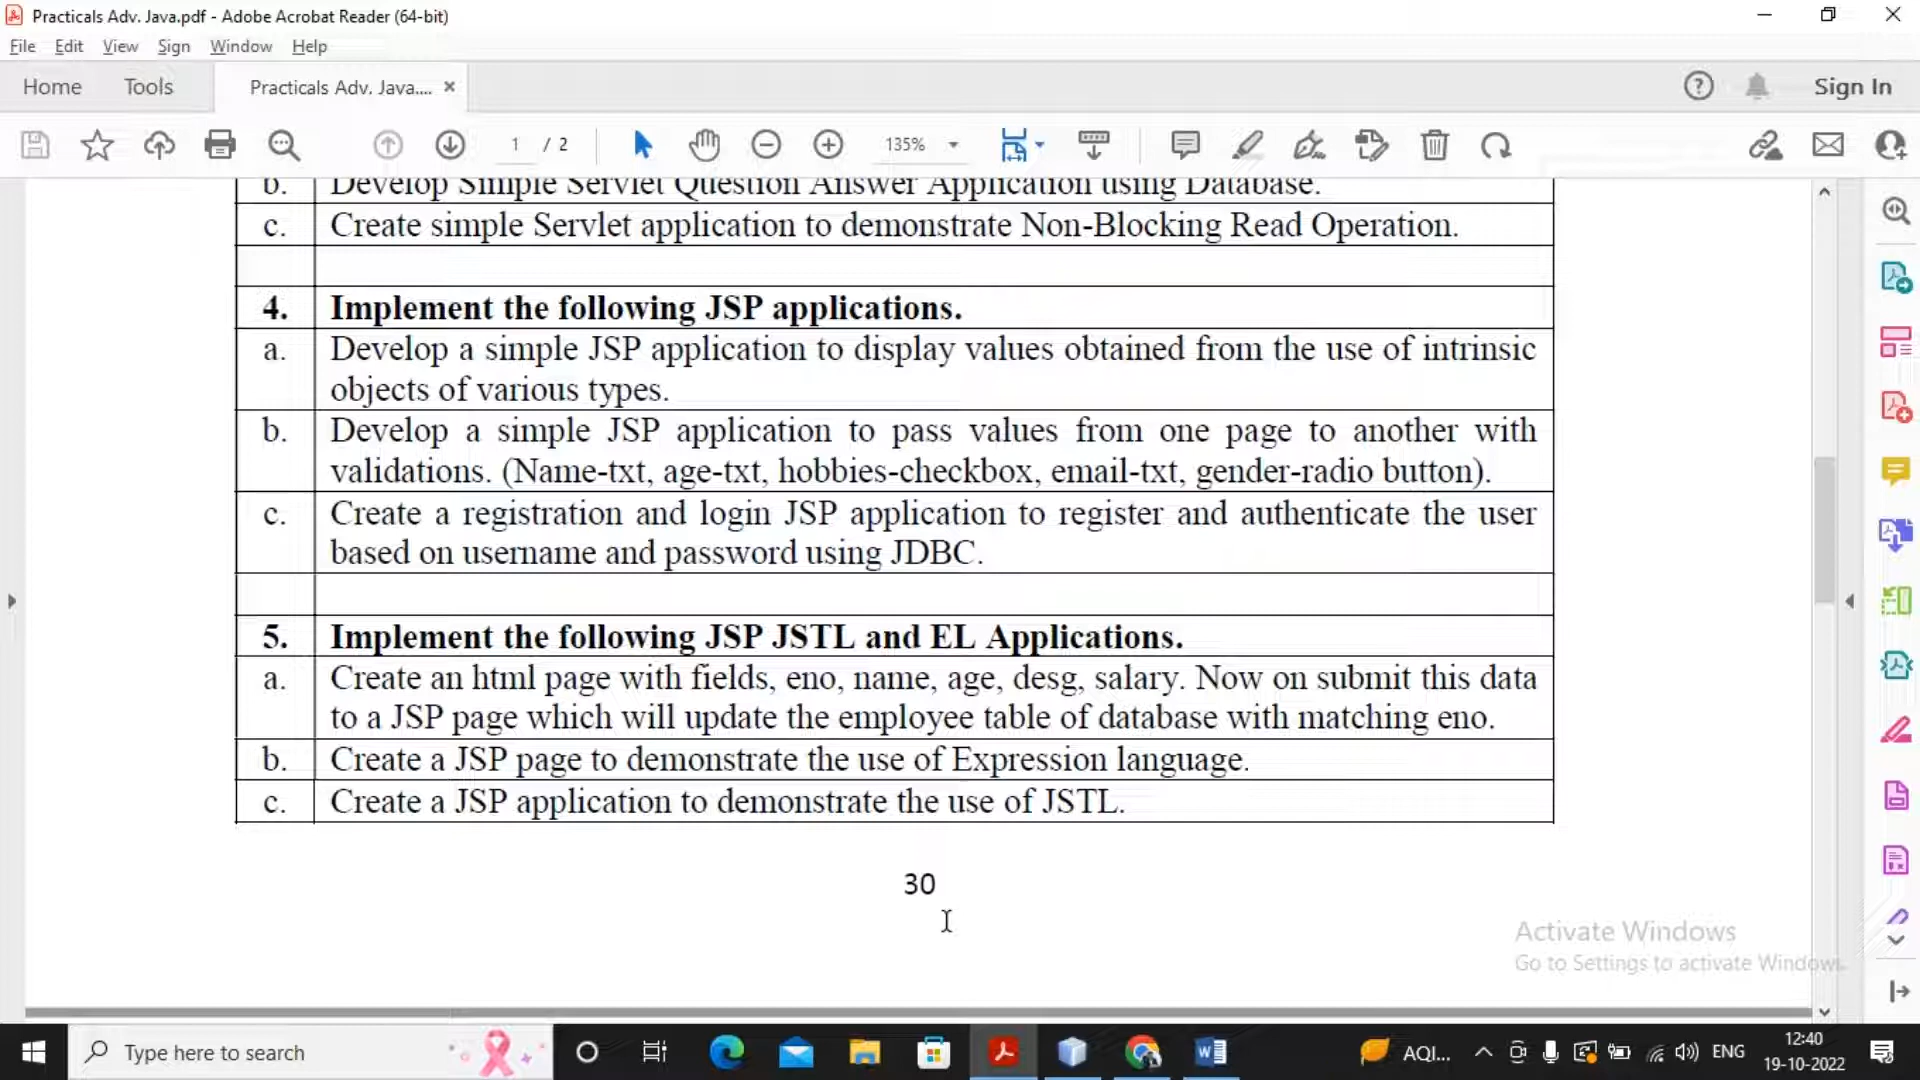 Practicals Adv. Java.pdf - Adobe Acrobat Reader (64-bit)
File Edit View Sign Window Help
Home Tools Practicals Adv. Java.... × Sign In
1 / 2 135%
b. Develop Simple Servlet Question Answer Application using Database.
c. Create simple Servlet application to demonstrate Non-Blocking Read Operation.
4. Implement the following JSP applications.
a. Develop a simple JSP application to display values obtained from the use of intrinsic
objects of various types.
b. Develop a simple JSP application to pass values from one page to another with
validations. (Name-txt, age-txt, hobbies-checkbox, email-txt, gender-radio button).
c. Create a registration and login JSP application to register and authenticate the user
based on username and password using JDBC.
5. Implement the following JSP JSTL and EL Applications.
a. Create an html page with fields, eno, name, age, desg, salary. Now on submit this data
to a JSP page which will update the employee table of database with matching eno.
b. Create a JSP page to demonstrate the use of Expression language.
c. Create a JSP application to demonstrate the use of JSTL.
30
Activate Windows
Go to Settings to activate Windows.
Type here to search
AQI... ENG
12:40
19-10-2022